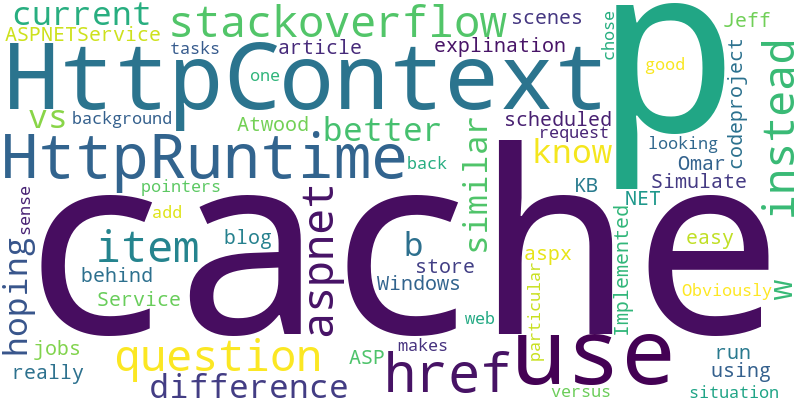 current
stackoverflow
scenes
chose
Jeff
ASPNETService
tasks
article
explination
p
good
HttpContext
one
instead
vs
background
Atwood
better
scheduled
request
codeproject
looking
HttpRuntime
back
similar
know
Omar
Simulate
pointers
KB
NET
sense
add
aspnet
cache
item
blog
b
store
behind
Windows
aspx
easy
hoping
Service
web
particular
Implemented
Obviously
w
jobs
question
ASP
makes
use
run
really
difference
href
using
versus
situation